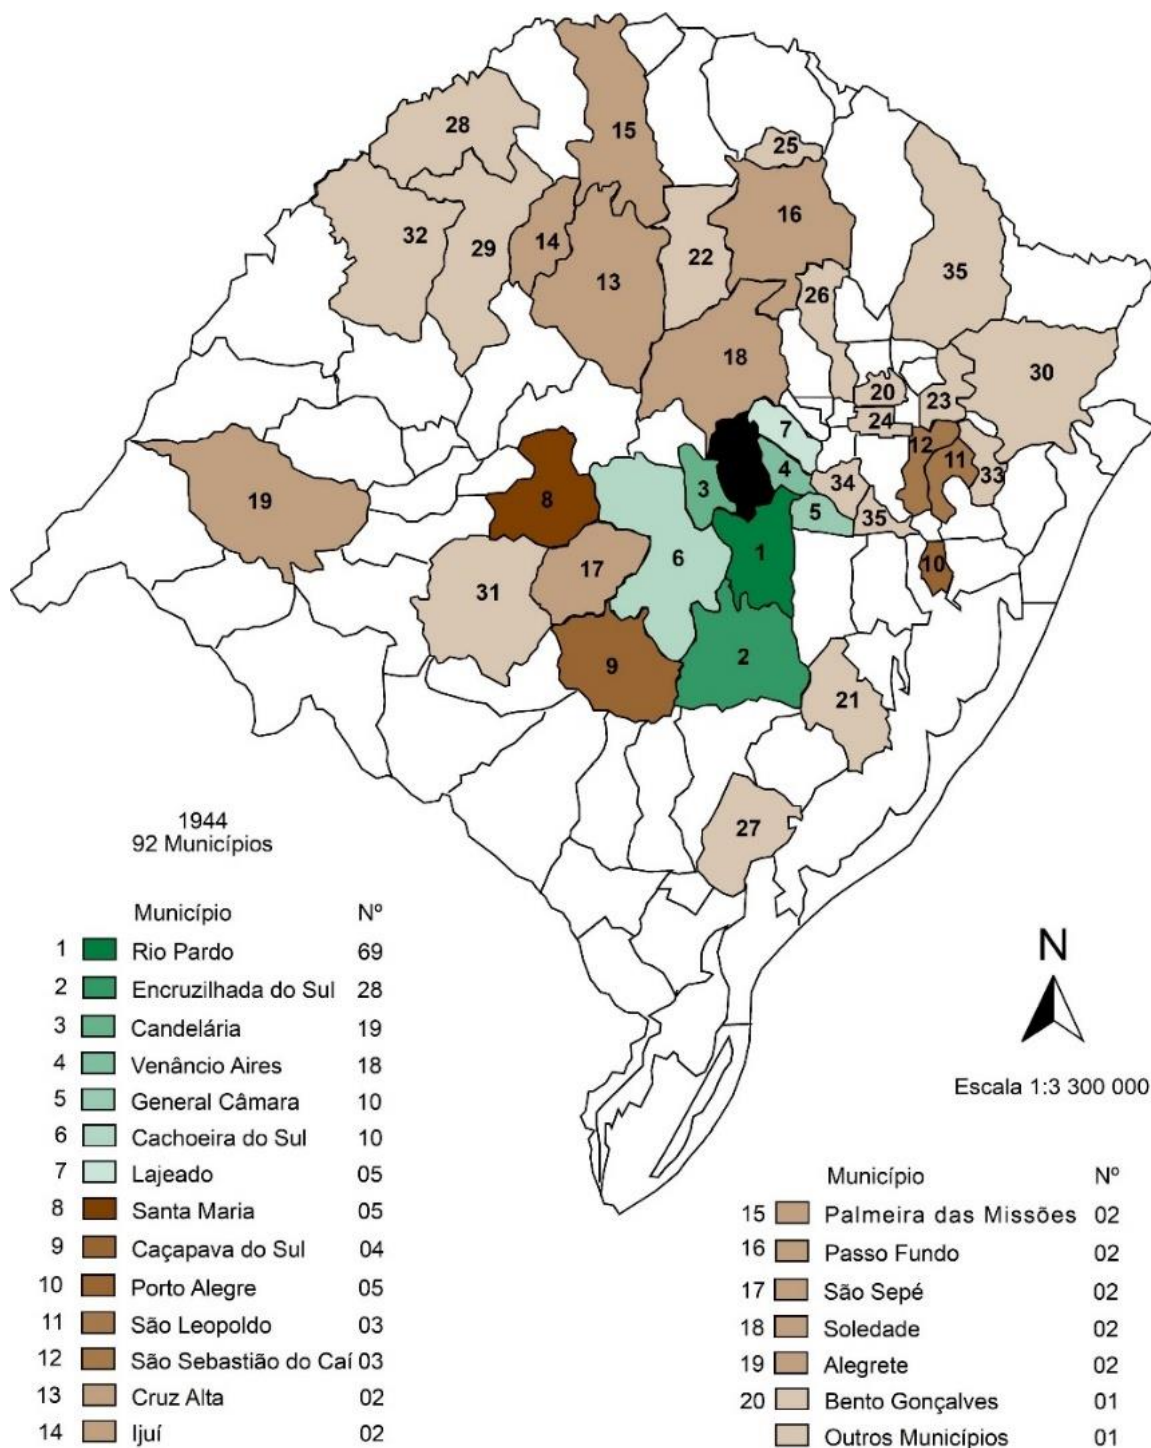 28
15
25
32
29
14
13
22
16
26
35
18
30
20
23
24
7
12
11
33
4
3
34
19
8
5
35
1
6
17
10
31
2
9
21
27
1944
92 Municípios
Município Nº
1 Rio Pardo 69
2 Encruzilhada do Sul 28
3 Candelária 19
4 Venâncio Aires 18
5 General Câmara 10
6 Cachoeira do Sul 10
7 Lajeado 05
8 Santa Maria 05
9 Caçapava do Sul 04
10 Porto Alegre 05
11 São Leopoldo 03
12 São Sebastião do Caí 03
13 Cruz Alta 02
14 Ijuí 02
N
Escala 1:3 300 000
Município Nº
15 Palmeira das Missões 02
16 Passo Fundo 02
17 São Sepé 02
18 Soledade 02
19 Alegrete 02
20 Bento Gonçalves 01
Outros Municípios 01